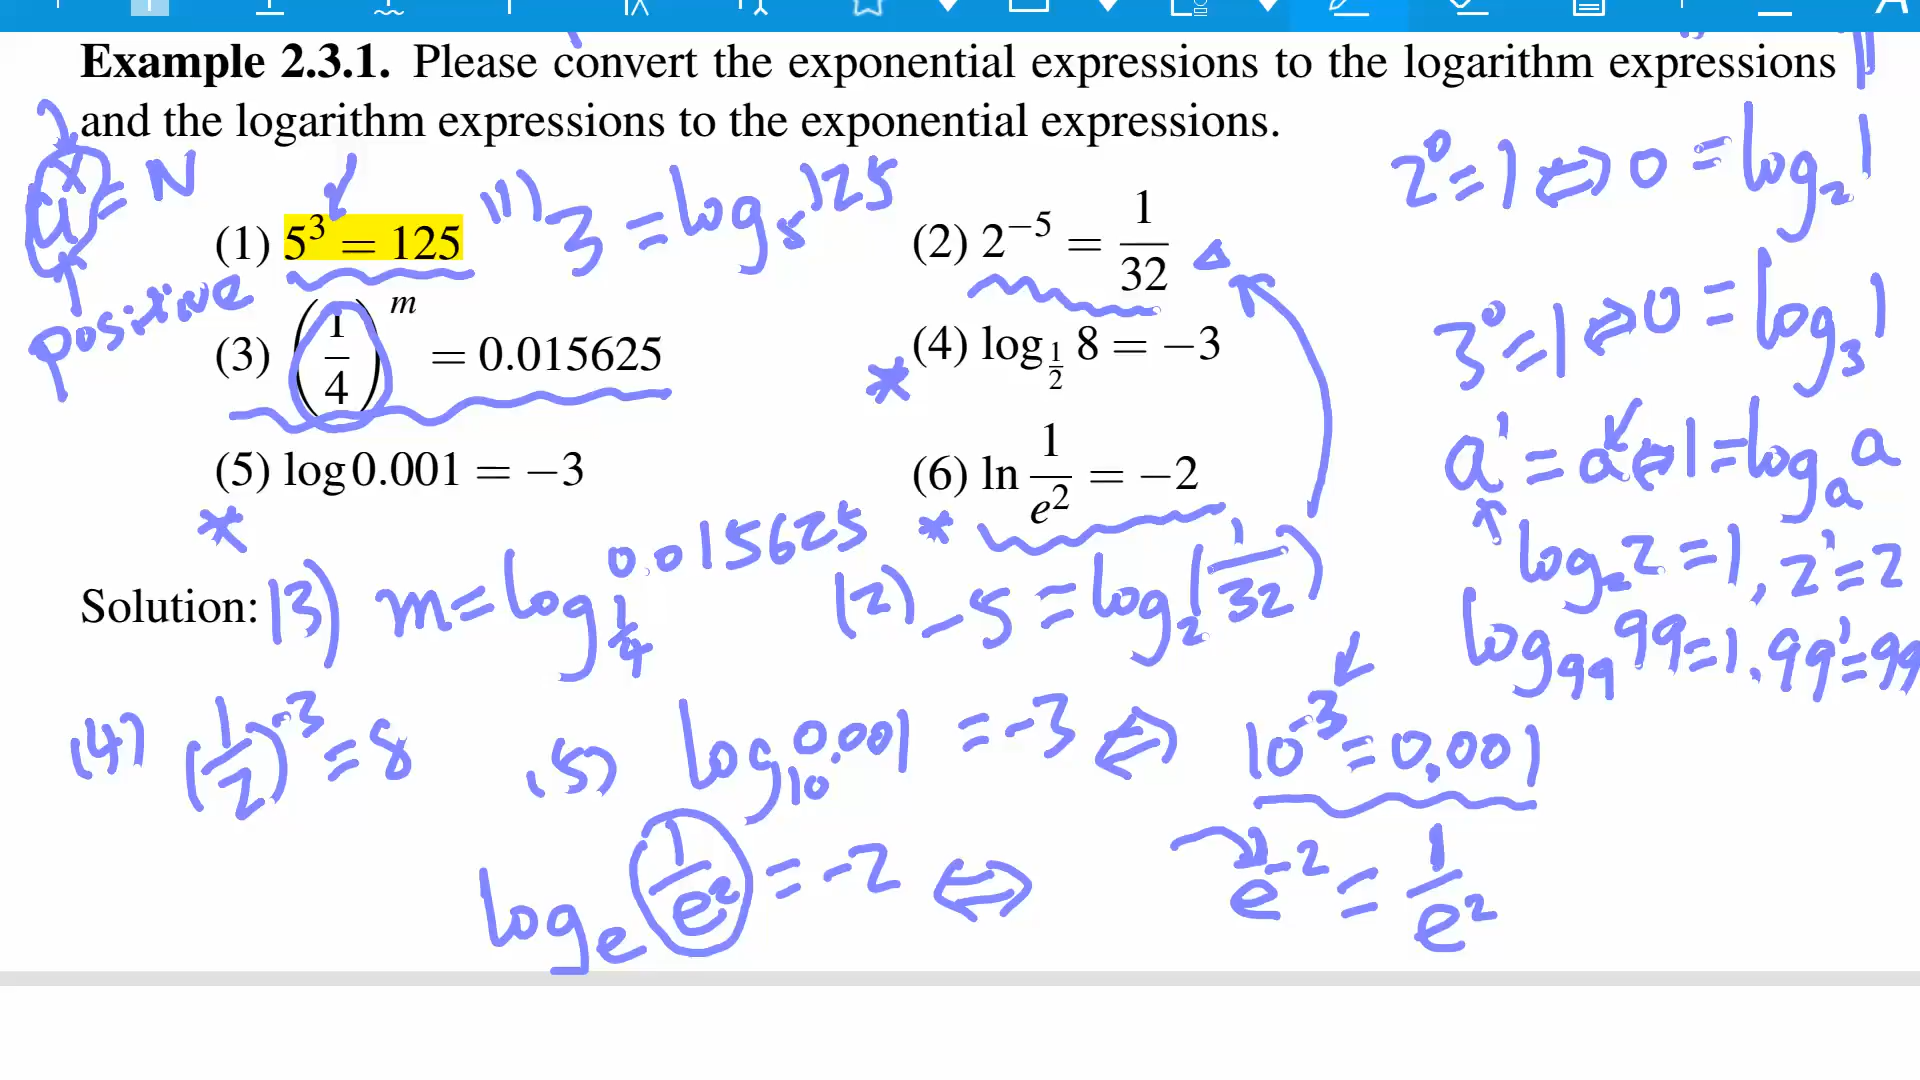 Example 2.3.1. Please convert the exponential expressions to the logarithm expressions
and the logarithm expressions to the exponential expressions.
a^x = N
positive
(1) 5^3 = 125
(1) 3 = log_5 125
(2) 2^{-5} = 1/32
(3) (1/4)^m = 0.015625
(4) log_{1/2} 8 = −3
(5) log 0.001 = −3
(6) ln 1/e^2 = −2
2^0 = 1 ⇔ 0 = log_2 1
3^0 = 1 ⇔ 0 = log_3 1
a^1 = a ⇔ 1 = log_a a
log_2 2 = 1, 2^1 = 2
log_99 99 = 1. 99^1 = 99
Solution:
(3) m = log_{1/4} 0.015625
(2) −5 = log_2 (1/32)
(4) (1/2)^{-3} = 8
(5) log_10 0.001 = −3 ⇔ 10^{-3} = 0.001
log_e 1/e^2 = −2 ⇔ e^{-2} = 1/e^2